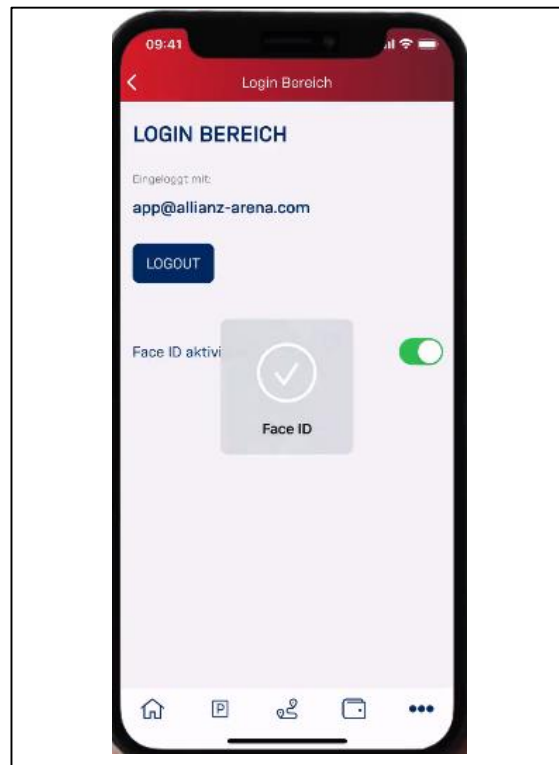 09:41
Login Bereich
LOGIN BEREICH
Eingeloggt mit:
app@allianz-arena.com
LOGOUT
Face ID aktivi
Face ID
P